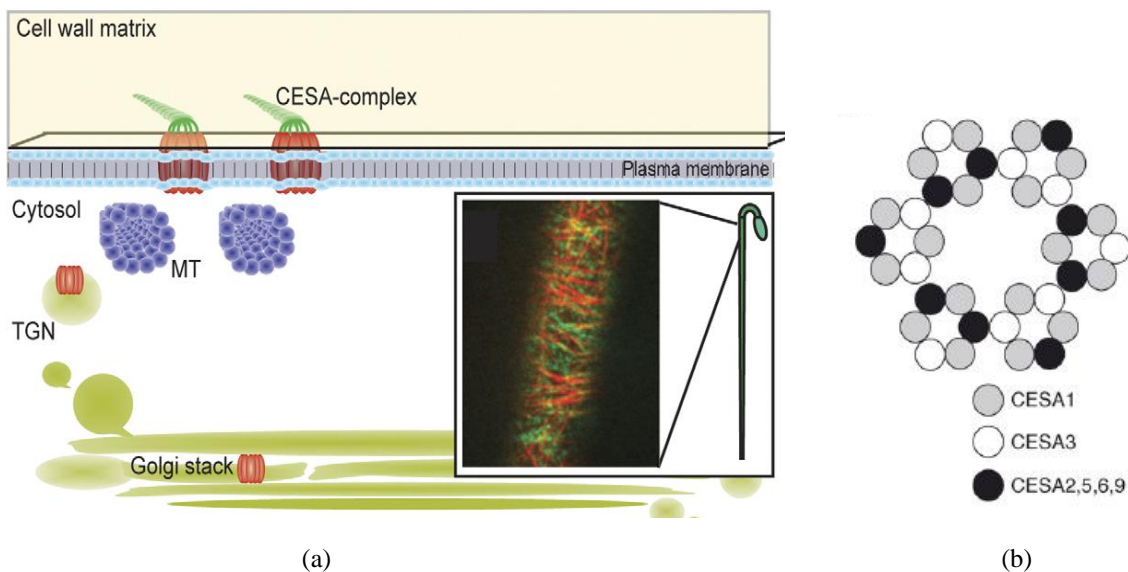 Cell wall matrix
CESA-complex
Plasma membrane
Cytosol
MT
TGN
Golgi stack
CESA1
CESA3
CESA2,5,6,9
(a)
(b)